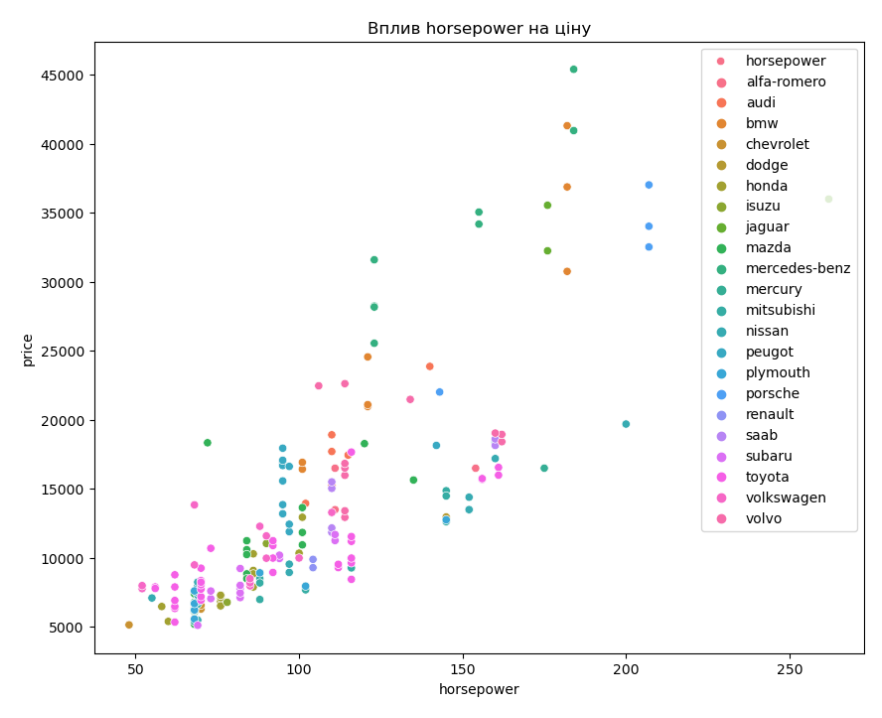 Вплив horsepower на ціну
45000
40000
35000
30000
25000
20000
15000
10000
5000
price
50
100
150
200
250
horsepower
horsepower
alfa-romero
audi
bmw
chevrolet
dodge
honda
isuzu
jaguar
mazda
mercedes-benz
mercury
mitsubishi
nissan
peugot
plymouth
porsche
renault
saab
subaru
toyota
volkswagen
volvo